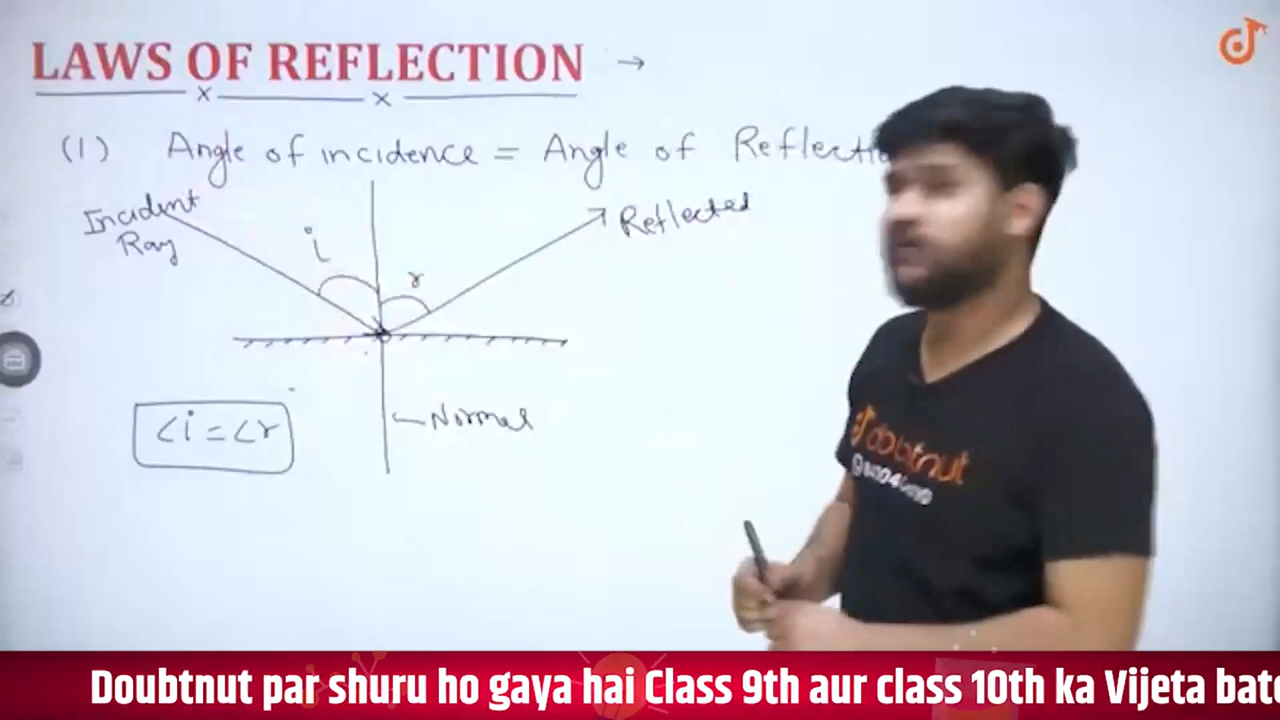 LAWS OF REFLECTION →
(1) Angle of incidence = Angle of Reflectio
Incident
Ray
i
r
Reflected
∠i = ∠r
Normal
doubtnut
Doubtnut par shuru ho gaya hai Class 9th aur class 10th ka Vijeta batc